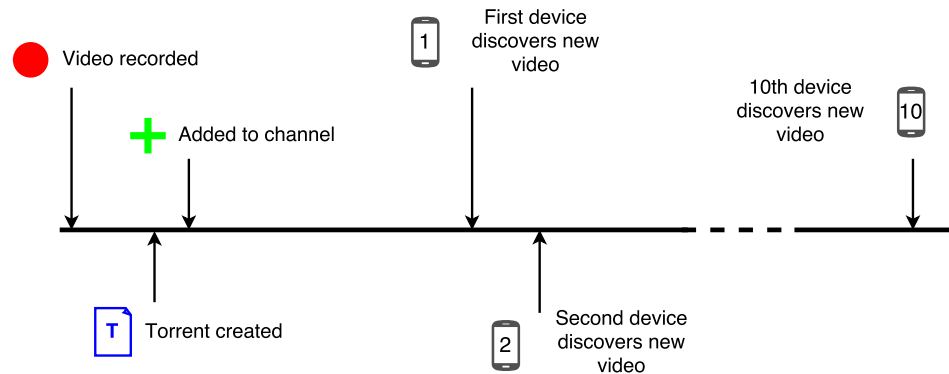 Video recorded
Added to channel
T
Torrent created
1
First device
discovers new
video
2
Second device
discovers new
video
10th device
discovers new
video
10